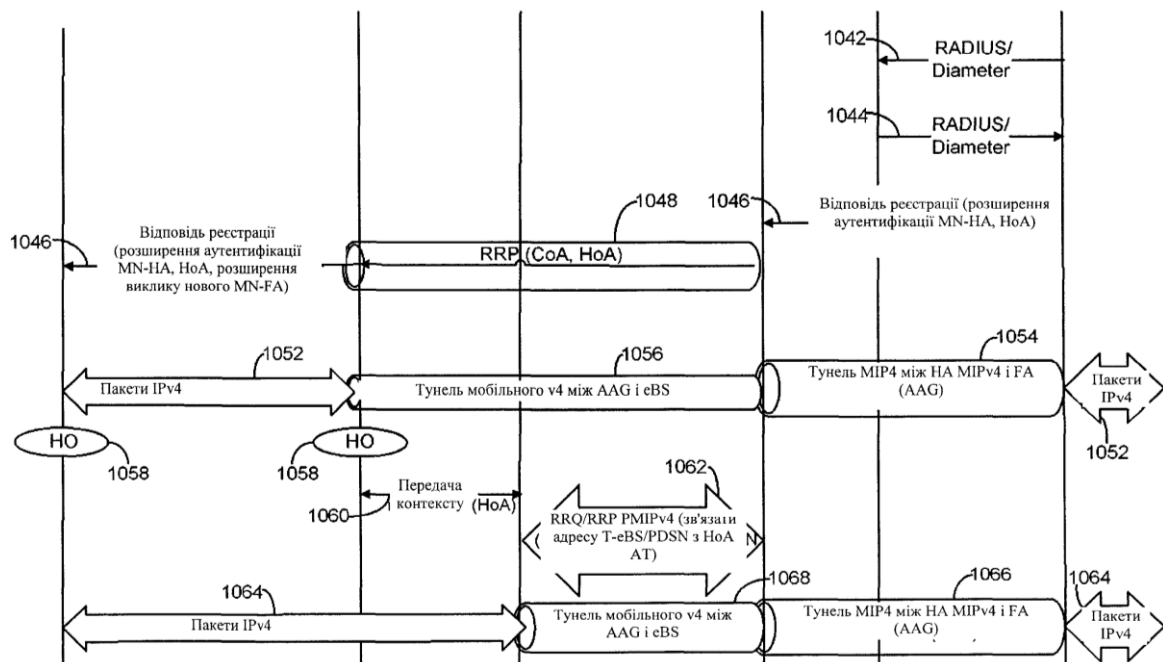 1042
RADIUS/
Diameter
1044
RADIUS/
Diameter
1048
1046
Відповідь реєстрації (розширення
аутентифікації MN-HA, HoA)
1046
Відповідь реєстрації
(розширення аутентифікації
MN-HA, HoA, розширення
виклику нового MN-FA)
RRP (CoA, HoA)
1052
1056
1054
Пакети IPv4
Тунель мобільного v4 між AAG і eBS
Тунель MIP4 між HA MIPv4 і FA
(AAG)
Пакети
IPv4
1052
HO
1058
HO
1058
1062
1060
Передача
контексту
(HoA)
RRQ/RRP PMIPv4 (зв'язати
адресу T-eBS/PDSN з HoA
AT)
N
1064
1068
1066
1064
Пакети IPv4
Тунель мобільного v4 між
AAG і eBS
Тунель MIP4 між HA MIPv4 і FA
(AAG)
Пакети
IPv4